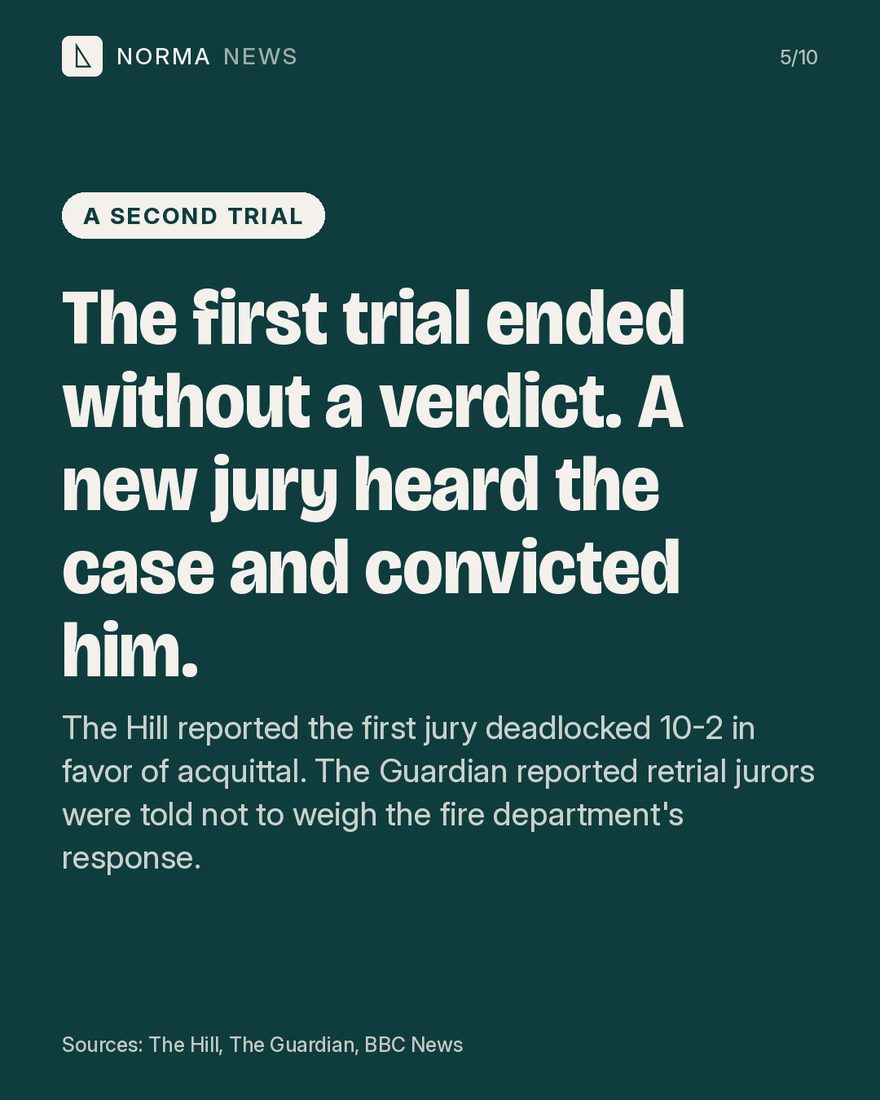 NORMA NEWS
5/10
A SECOND TRIAL
The first trial ended
without a verdict. A
new jury heard the
case and convicted
him.
The Hill reported the first jury deadlocked 10-2 in
favor of acquittal. The Guardian reported retrial jurors
were told not to weigh the fire department's
response.
Sources: The Hill, The Guardian, BBC News